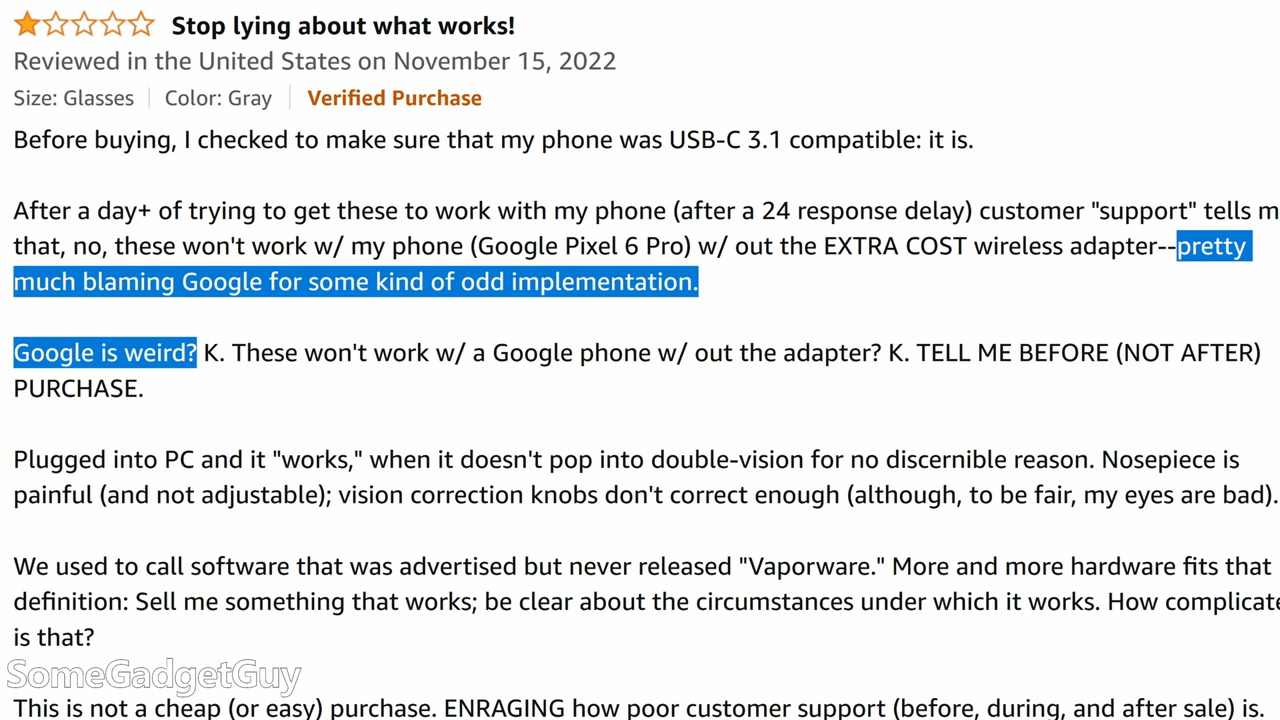 Stop lying about what works!
Reviewed in the United States on November 15, 2022
Size: Glasses Color: Gray Verified Purchase
Before buying, I checked to make sure that my phone was USB-C 3.1 compatible: it is.
After a day+ of trying to get these to work with my phone (after a 24 response delay) customer "support" tells m
that, no, these won't work w/ my phone (Google Pixel 6 Pro) w/ out the EXTRA COST wireless adapter--pretty
much blaming Google for some kind of odd implementation.
Google is weird? K. These won't work w/ a Google phone w/ out the adapter? K. TELL ME BEFORE (NOT AFTER)
PURCHASE.
Plugged into PC and it "works," when it doesn't pop into double-vision for no discernible reason. Nosepiece is
painful (and not adjustable); vision correction knobs don't correct enough (although, to be fair, my eyes are bad).
We used to call software that was advertised but never released "Vaporware." More and more hardware fits that
definition: Sell me something that works; be clear about the circumstances under which it works. How complicate
is that?
SomeGadgetGuy
This is not a cheap (or easy) purchase. ENRAGING how poor customer support (before, during, and after sale) is.